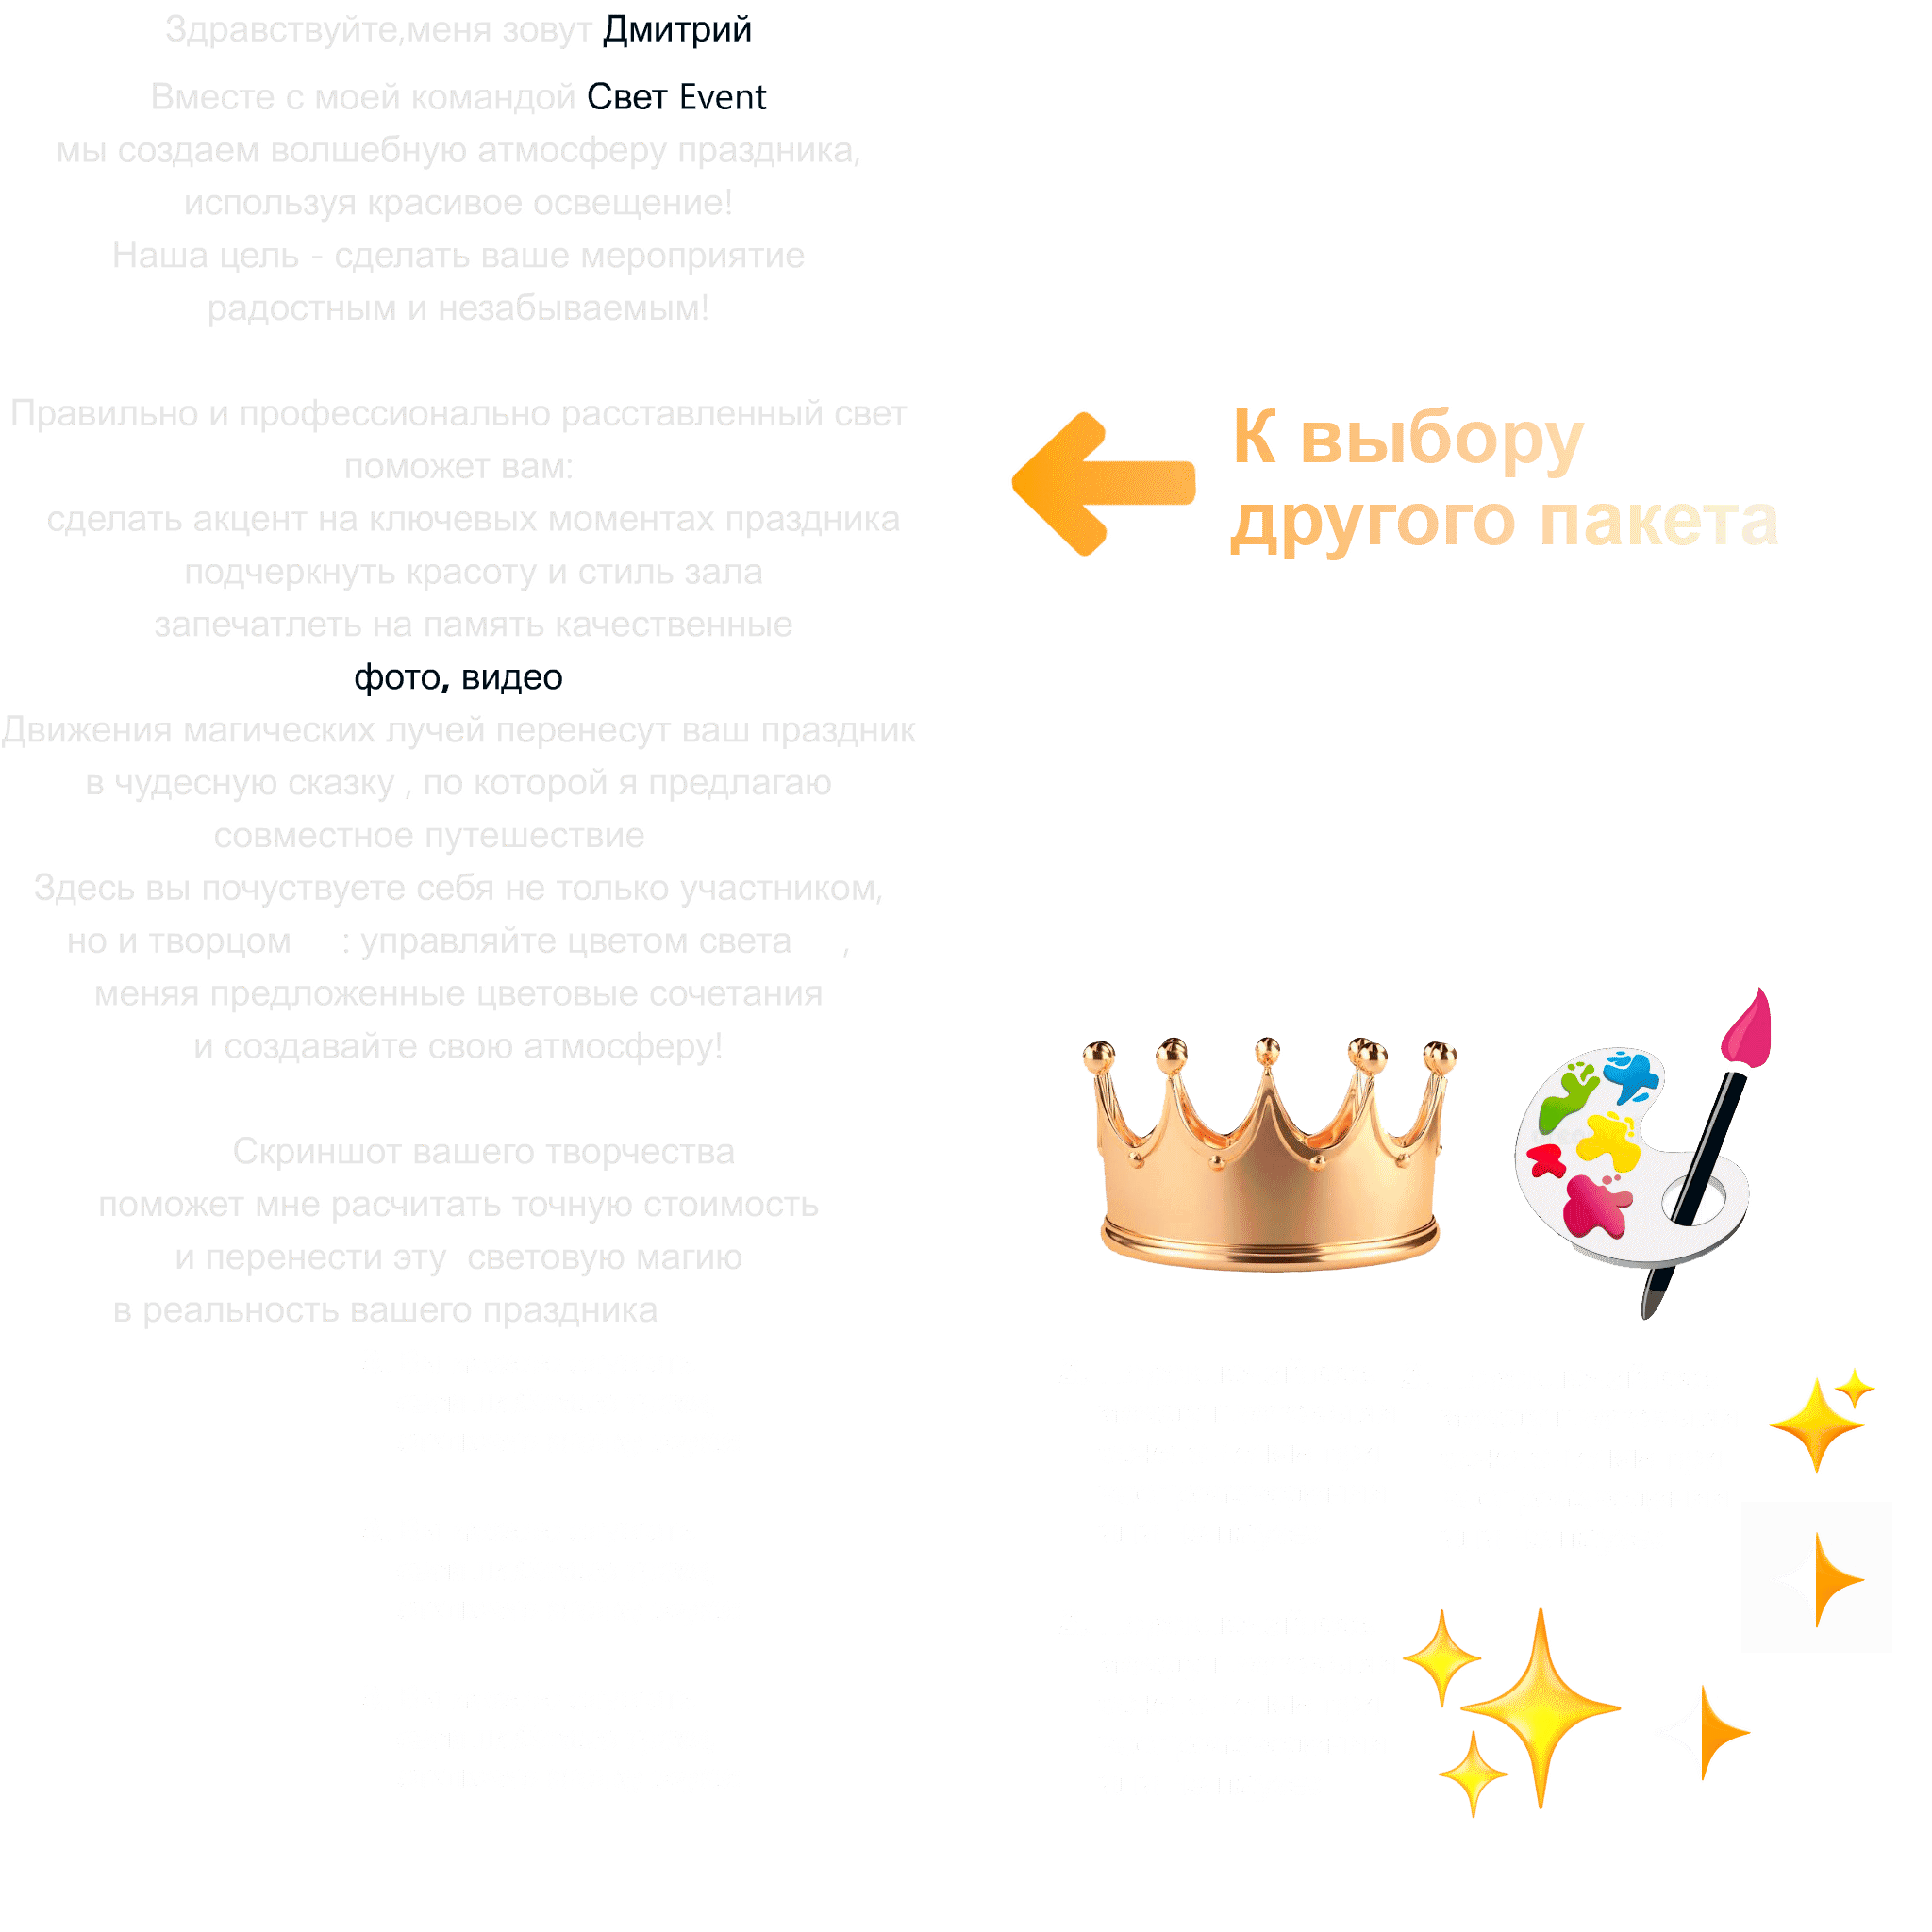 Здравствуйте,меня зовут Дмитрий
Вместе с моей командой Свет Event
мы создаем волшебную атмосферу праздника,
используя красивое освещение!
Наша цель - сделать ваше мероприятие
радостным и незабываемым!
Правильно и профессионально расставленный свет
поможет вам:
сделать акцент на ключевых моментах праздника
подчеркнуть красоту и стиль зала
запечатлеть на память качественные
фото, видео
Движения магических лучей перенесут ваш праздник
в чудесную сказку , по которой я предлагаю
совместное путешествие
Здесь вы почуствуете себя не только участником,
но и творцом : управляйте цветом света ,
меняя предложенные цветовые сочетания
и создавайте свою атмосферу!
Скриншот вашего творчества
поможет мне расчитать точную стоимость
и перенести эту световую магию
в реальность вашего праздника
К выбору
другого пакета